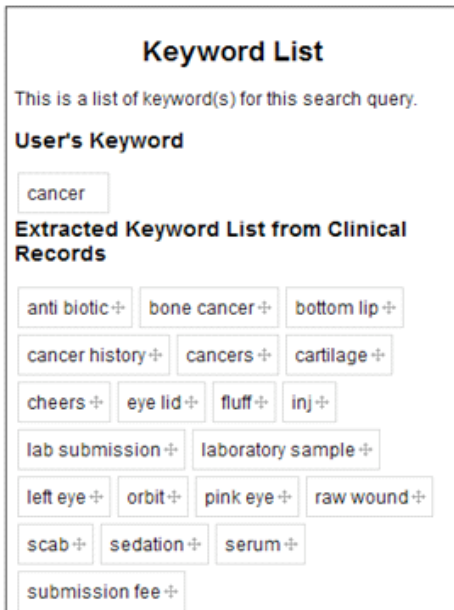 Keyword List
This is a list of keyword(s) for this search query.
User's Keyword
cancer
Extracted Keyword List from Clinical
Records
anti biotic bone cancer bottom lip
cancer history cancers cartilage
cheers eye lid fluff inj
lab submission laboratory sample
left eye orbit pink eye raw wound
scab sedation serum
submission fee